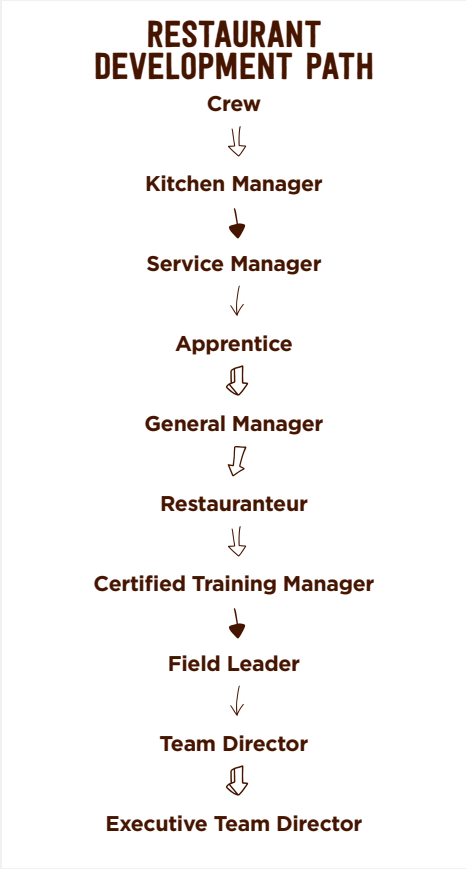 RESTAURANT
DEVELOPMENT PATH
Crew
Kitchen Manager
Service Manager
Apprentice
General Manager
Restauranteur
Certified Training Manager
Field Leader
Team Director
Executive Team Director